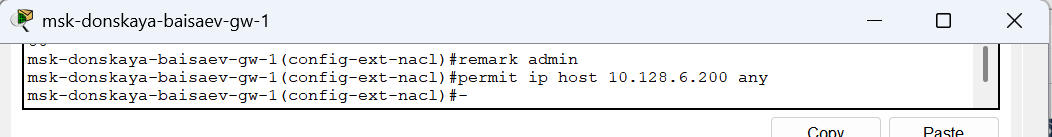 msk-donskaya-baisaev-gw-1
msk-donskaya-baisaev-gw-1(config-ext-nacl)#remark admin
msk-donskaya-baisaev-gw-1(config-ext-nacl)#permit ip host 10.128.6.200 any
msk-donskaya-baisaev-gw-1(config-ext-nacl)#-
Copy
Paste